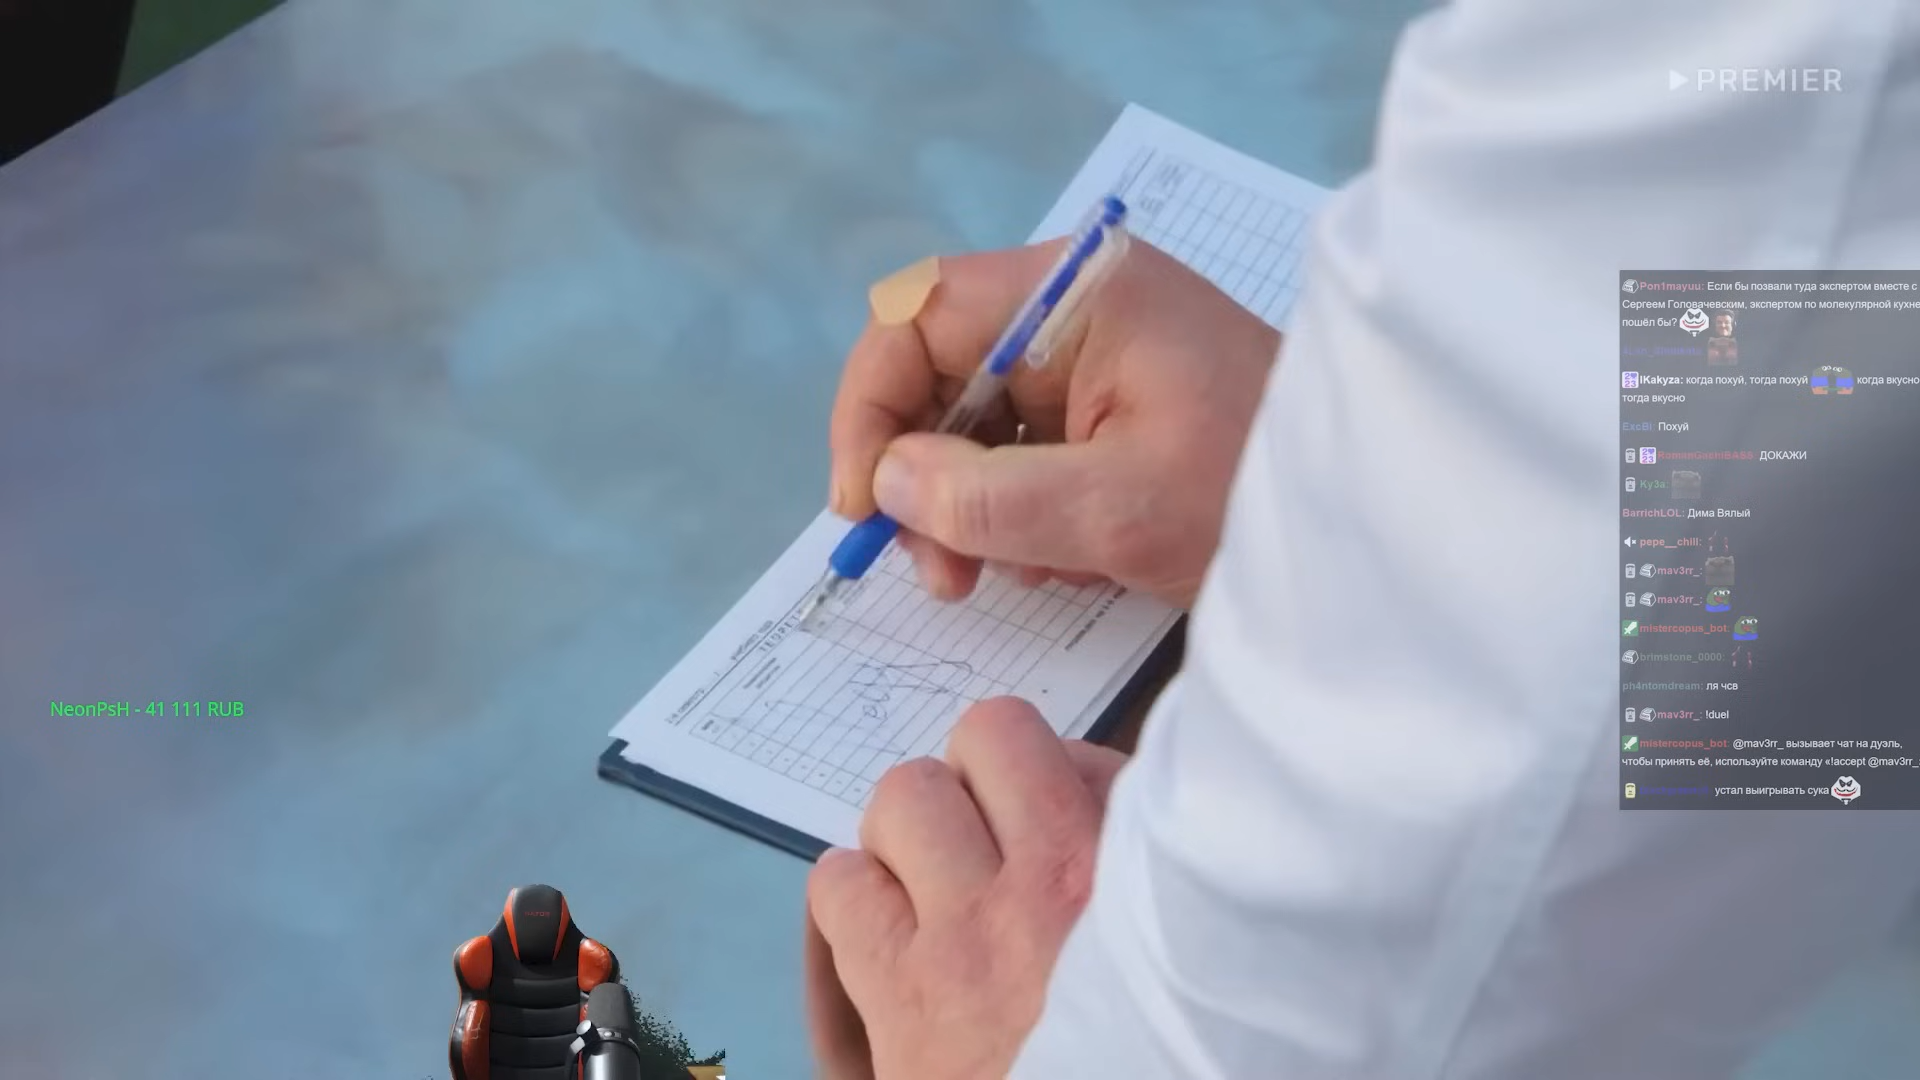 PREMIER
Pon1mayuu: Если бы позвали туда экспертом вместе с
Сергеем Головачевским, экспертом по молекулярной кухне
пошёл бы?
iKakyza: когда похуй, тогда похуй когда вкусно
тогда вкусно
ExcBi: Похуй
ДОКАЖИ
Ky3a:
BarrichLOL: Дима Вялый
pepe__chill:
mav3rr_:
mav3rr_:
mistercopus_bot:
brimstone_0000:
ph4ntomdream: ля чсв
mav3rr_: !duel
mistercopus_bot: @mav3rr_ вызывает чат на дуэль,
чтобы принять её, используйте команду «!accept @mav3rr_
устал выигрывать сука
NeonPsH - 41 111 RUB